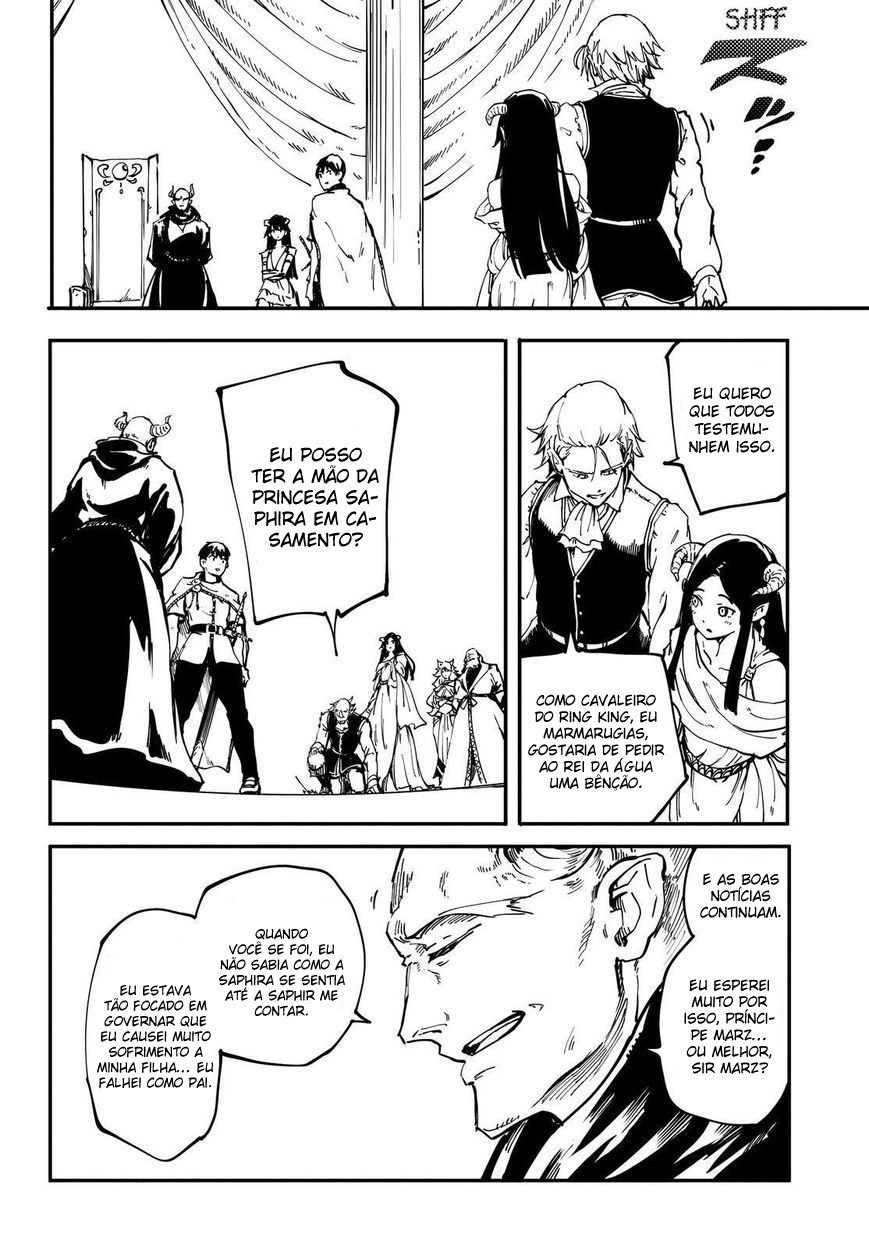 SHFF
ズ
EU QUERO
QUE TODOS
TESTEMU-
NHEM ISSO.
COMO CAVALEIRO
DO RING KING, EU
MARMARUGIAS,
GOSTARIA DE PEDIR
AO REI DA ÁGUA
UMA BÊNÇÃO.
EU POSSO
TER A MÃO DA
PRINCESA SA-
PHIRA EM CA-
SAMENTO?
E AS BOAS
NOTÍCIAS
CONTINUAM.
EU ESPEREI
MUITO POR
ISSO, PRÍNCI-
PE MARZ...
OU MELHOR,
SIR MARZ?
QUANDO
VOCÊ SE FOI, EU
NÃO SABIA COMO A
SAPHIRA SE SENTIA
ATÉ A SAPHIR ME
CONTAR.
EU ESTAVA
TÃO FOCADO EM
GOVERNAR QUE
EU CAUSEI MUITO
SOFRIMENTO A
MINHA FILHA... EU
FALHEI COMO PAI.